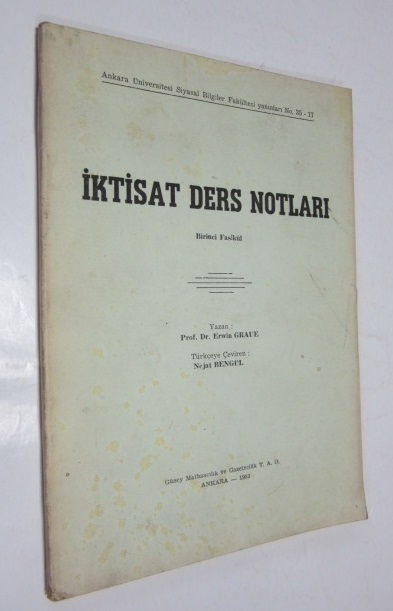 Ankara Üniversitesi Siyasal Bilgiler Fakültesi yayınları No. 35 - 17
İKTİSAT DERS NOTLARI
Birinci Fasikül
Yazan :
Prof. Dr. Erwin GRAUE
Türkçeye Çeviren :
Nejat BENGÜL
Güzey Matbaacılık ve Gazetecilik T. A. O.
ANKARA —